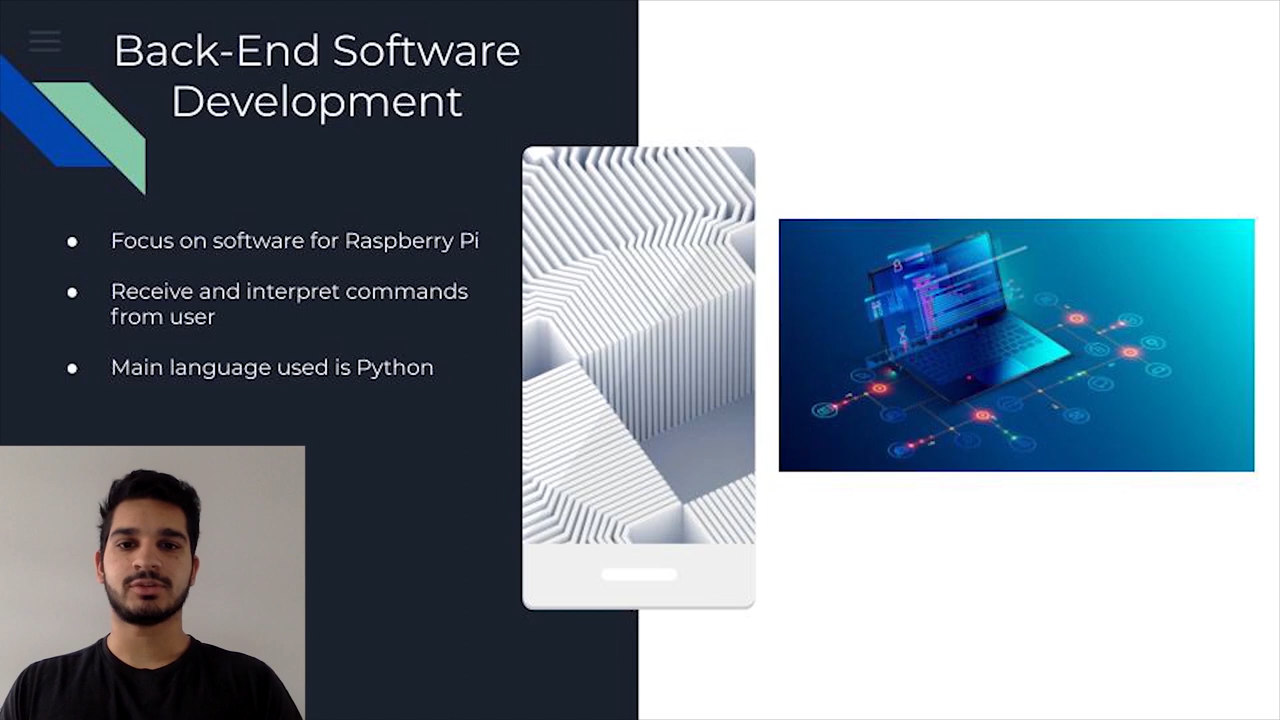 Back-End Software
Development
● Focus on software for Raspberry Pi
● Receive and interpret commands
from user
● Main language used is Python